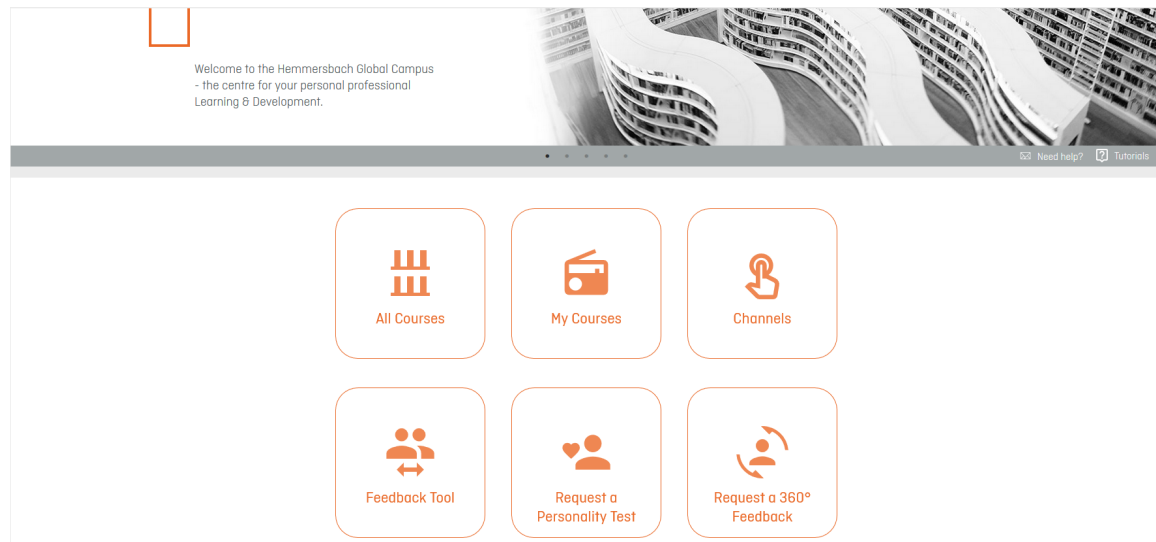 Welcome to the Hemmersbach Global Campus
- the centre for your personal professional
Learning & Development.
Need help?
Tutorials
All Courses
My Courses
Channels
Feedback Tool
Request a
Personality Test
Request a 360°
Feedback